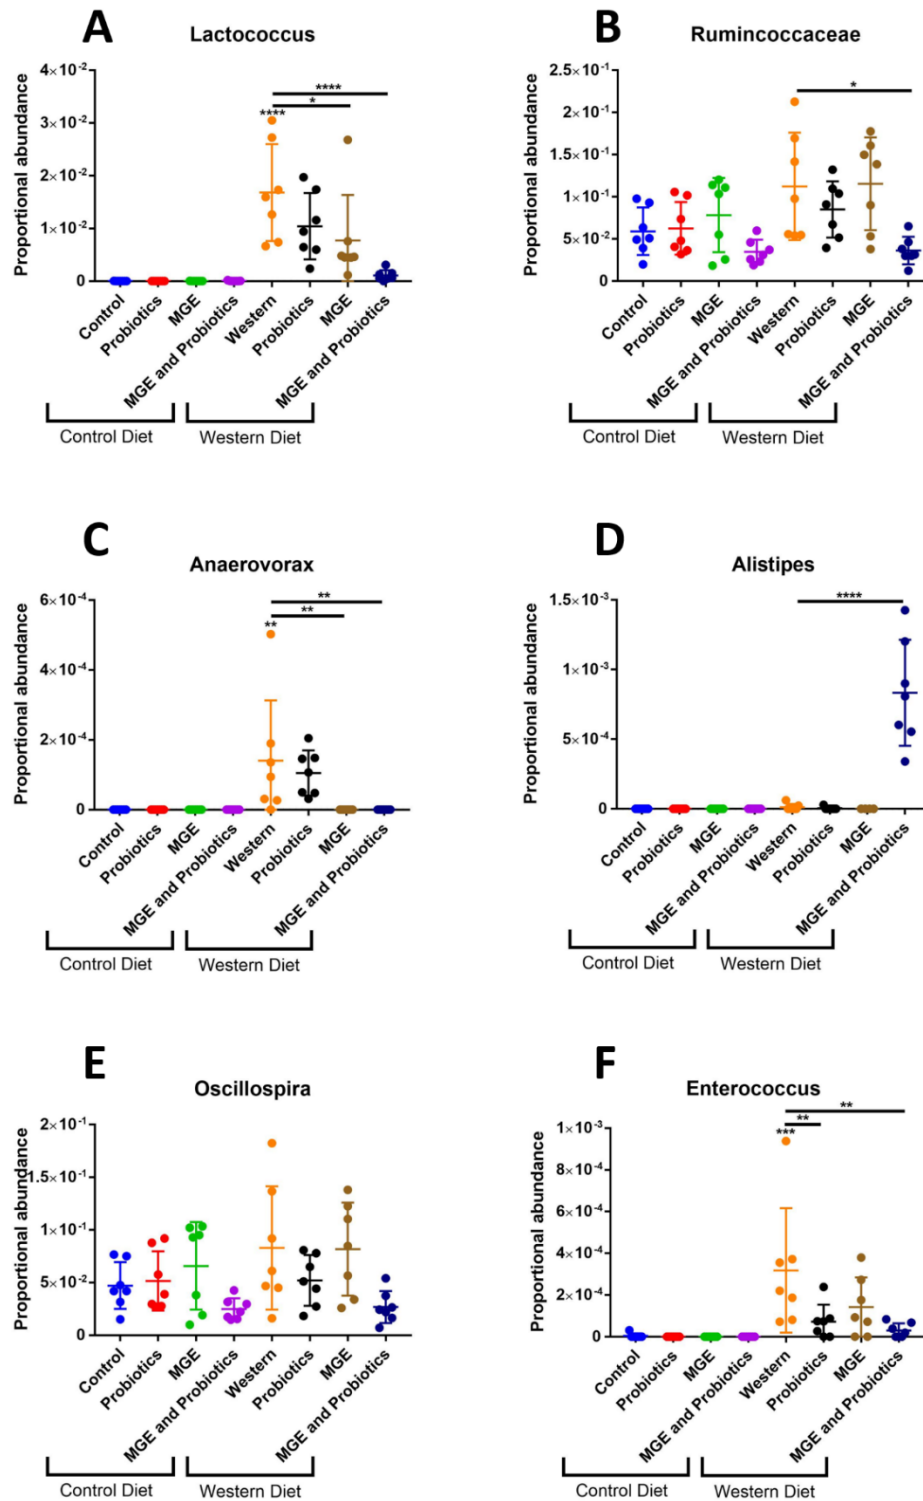 A
Lactococcus
Proportional abundance
4×10⁻²
3×10⁻²
2×10⁻²
1×10⁻²
0
****
*
****
Control
Probiotics
MGE
MGE and Probiotics
Western
Probiotics
MGE
MGE and Probiotics
Control Diet
Western Diet
B
Rumincoccaceae
Proportional abundance
2.5×10⁻¹
2×10⁻¹
1.5×10⁻¹
1×10⁻¹
5×10⁻²
0
*
Control
Probiotics
MGE
MGE and Probiotics
Western
Probiotics
MGE
MGE and Probiotics
Control Diet
Western Diet
C
Anaerovorax
Proportional abundance
6×10⁻⁴
4×10⁻⁴
2×10⁻⁴
0
**
**
**
Control
Probiotics
MGE
MGE and Probiotics
Western
Probiotics
MGE
MGE and Probiotics
Control Diet
Western Diet
D
Alistipes
Proportional abundance
1.5×10⁻³
1×10⁻³
5×10⁻⁴
0
****
Control
Probiotics
MGE
MGE and Probiotics
Western
Probiotics
MGE
MGE and Probiotics
Control Diet
Western Diet
E
Oscillospira
Proportional abundance
2×10⁻¹
1.5×10⁻¹
1×10⁻¹
5×10⁻²
0
Control
Probiotics
MGE
MGE and Probiotics
Western
Probiotics
MGE
MGE and Probiotics
Control Diet
Western Diet
F
Enterococcus
Proportional abundance
1×10⁻³
8×10⁻⁴
6×10⁻⁴
4×10⁻⁴
2×10⁻⁴
0
**
**
***
Control
Probiotics
MGE
MGE and Probiotics
Western
Probiotics
MGE
MGE and Probiotics
Control Diet
Western Diet